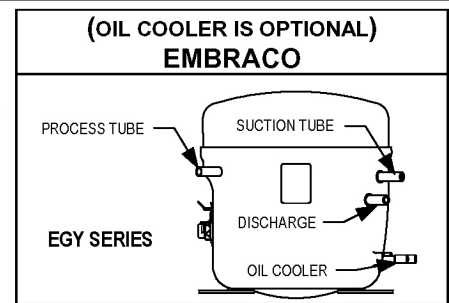 (OIL COOLER IS OPTIONAL)
EMBRACO
PROCESS TUBE
SUCTION TUBE
DISCHARGE
EGY SERIES
OIL COOLER